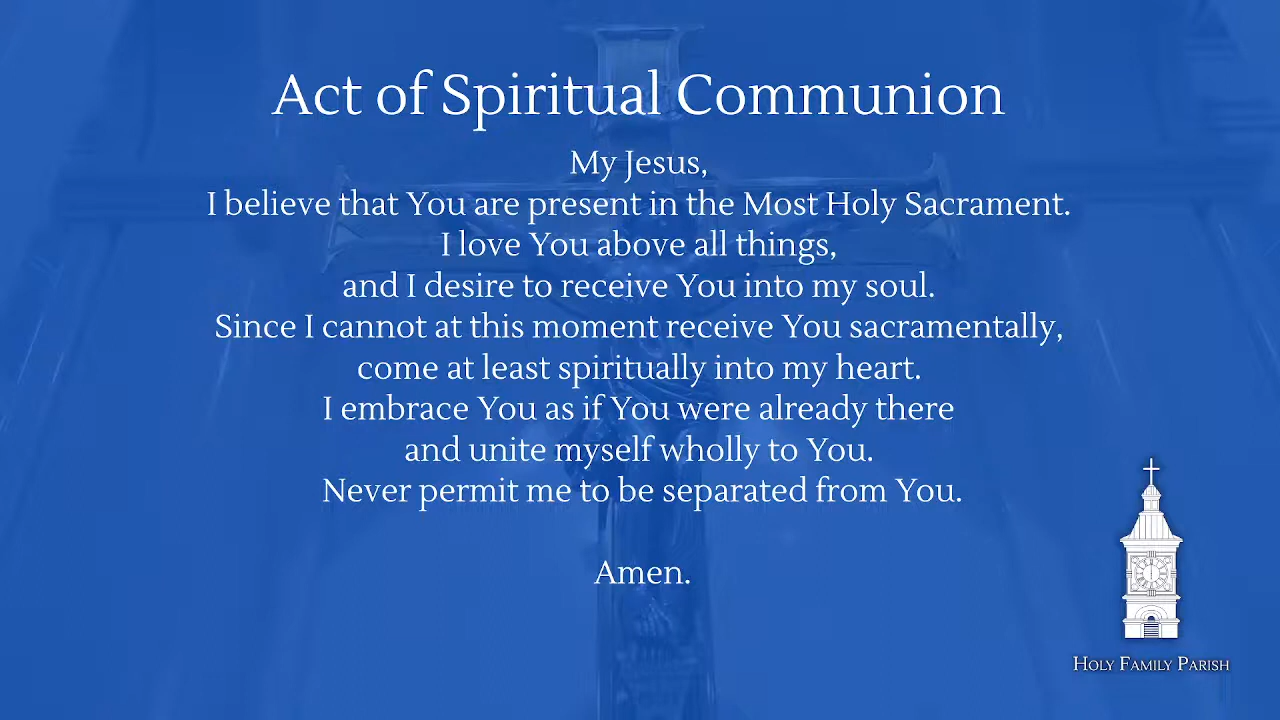 Act of Spiritual Communion
My Jesus,
I believe that You are present in the Most Holy Sacrament.
I love You above all things,
and I desire to receive You into my soul.
Since I cannot at this moment receive You sacramentally,
come at least spiritually into my heart.
I embrace You as if You were already there
and unite myself wholly to You.
Never permit me to be separated from You.
Amen.
Holy Family Parish